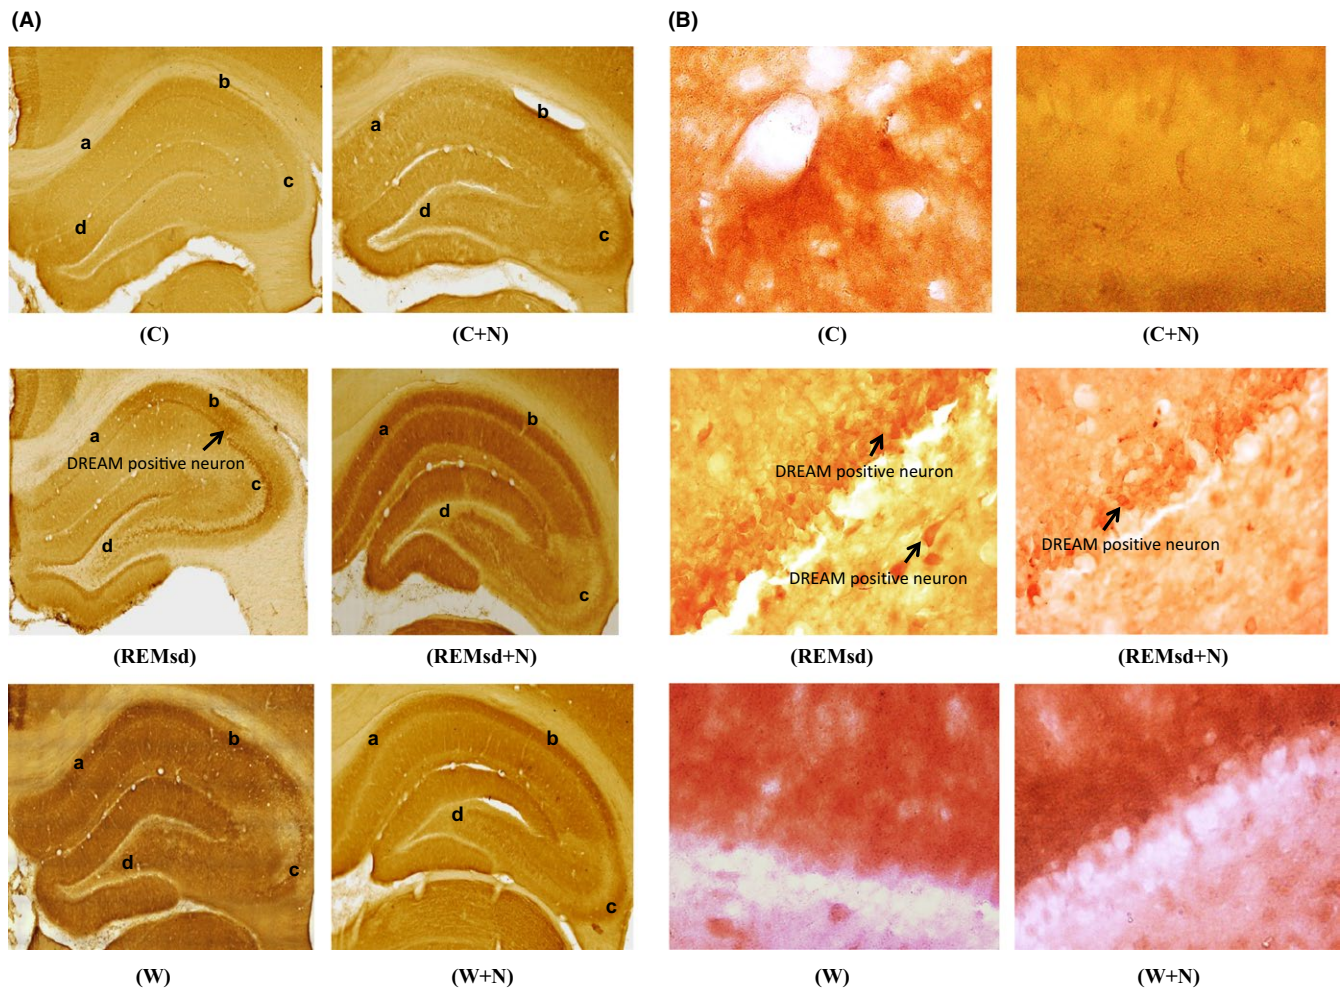 (A)
(B)
a
b
c
d
a
b
c
d
(C)
(C+N)
(C)
(C+N)
a
b
DREAM positive neuron
c
d
a
b
d
c
DREAM positive neuron
DREAM positive neuron
DREAM positive neuron
(REMsd)
(REMsd+N)
(REMsd)
(REMsd+N)
a
b
d
c
a
b
d
c
(W)
(W+N)
(W)
(W+N)